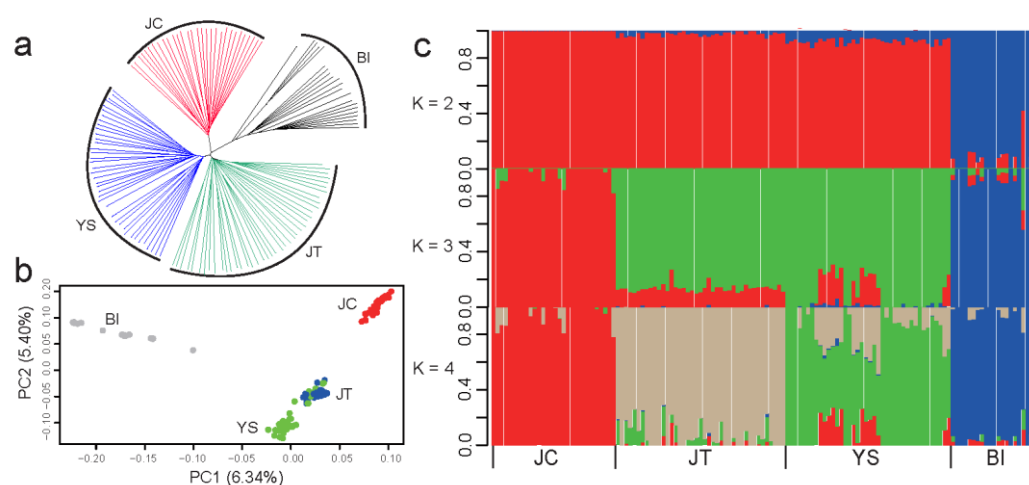 a
JC
BI
YS
JT
b
PC2 (5.40%)
0.20
0.10
0.05
0.00
-0.05
-0.10
BI
JC
JT
YS
−0.20
−0.15
−0.10
−0.05
0.00
0.05
0.10
PC1 (6.34%)
c
K = 2
0.8
0.4
0.0
K = 3
0.8
0.4
0.0
K = 4
0.8
0.4
0.0
JC
JT
YS
BI